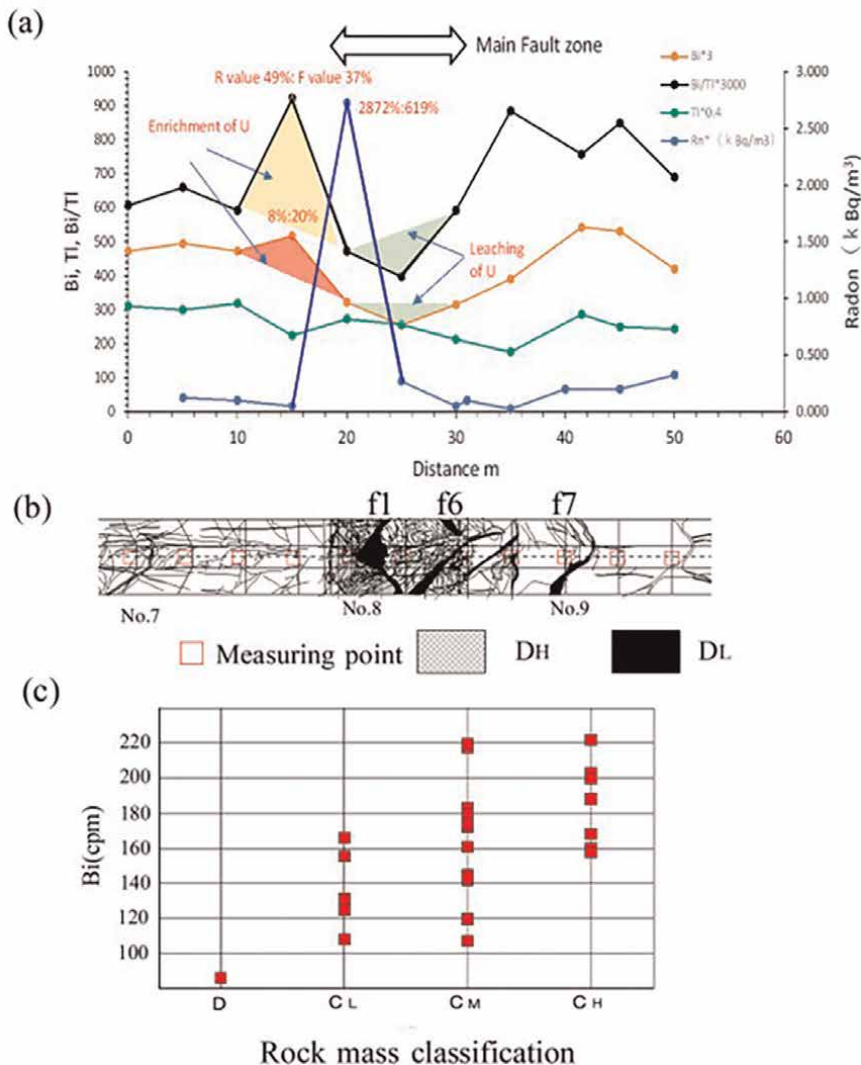 (a)
Main Fault zone
R value 49%: F value 37%
2872%:619%
Enrichment of U
8%:20%
Leaching
of U
Bi*3
Bi/Tl*3000
Tl*0.4
Rn* (k Bq/m3)
1000
900
800
700
600
500
400
300
200
100
0
Bi, Tl, Bi/Tl
3.000
2.500
2.000
1.500
1.000
0.500
0.000
Radon (k Bq/m³)
0 10 20 30 40 50 60
Distance m
(b)
f1 f6 f7
No.7 No.8 No.9
Measuring point DH DL
(c)
220
200
180
160
140
120
100
Bi(cpm)
D CL CM CH
Rock mass classification